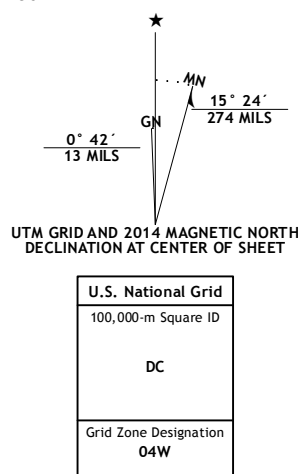 ★
MN
15° 24´
274 MILS
GN
0° 42´
13 MILS
UTM GRID AND 2014 MAGNETIC NORTH
DECLINATION AT CENTER OF SHEET
U.S. National Grid
100,000-m Square ID
DC
Grid Zone Designation
04W